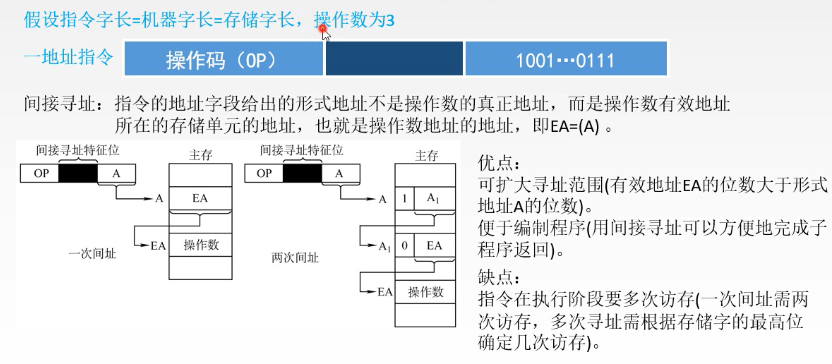 假设指令字长=机器字长=存储字长，操作数为3
一地址指令 操作码（OP） 1001…0111
间接寻址：指令的地址字段给出的形式地址不是操作数的真正地址，而是操作数有效地址
所在的存储单元的地址，也就是操作数地址的地址，即EA=(A) 。
间接寻址特征位
主存
OP A
A EA
EA 操作数
一次间址
间接寻址特征位
主存
OP A
A 1 A₁
A₁ 0 EA
EA 操作数
两次间址
优点：
可扩大寻址范围(有效地址EA的位数大于形式
地址A的位数)。
便于编制程序(用间接寻址可以方便地完成子
程序返回)。
缺点：
指令在执行阶段要多次访存(一次间址需两
次访存，多次寻址需根据存储字的最高位
确定几次访存)。